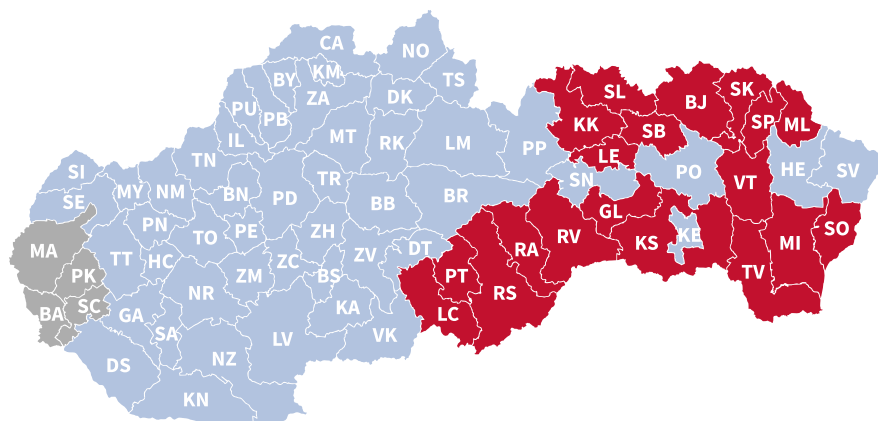 CA
NO
BY
KM
TS
PU
PB
ZA
DK
SL
SK
BJ
KK
SP
ML
IL
MT
RK
LM
PP
SB
LE
SI
TN
TR
SN
PO
HE
SV
SE
MY
NM
BN
PD
BB
BR
VT
PN
TO
PE
ZH
GL
SO
MA
TT
HC
ZM
ZC
BS
ZV
DT
RA
RV
KS
KE
MI
PK
TV
BA
SC
GA
NR
KA
PT
RS
SA
LC
DS
NZ
LV
VK
KN